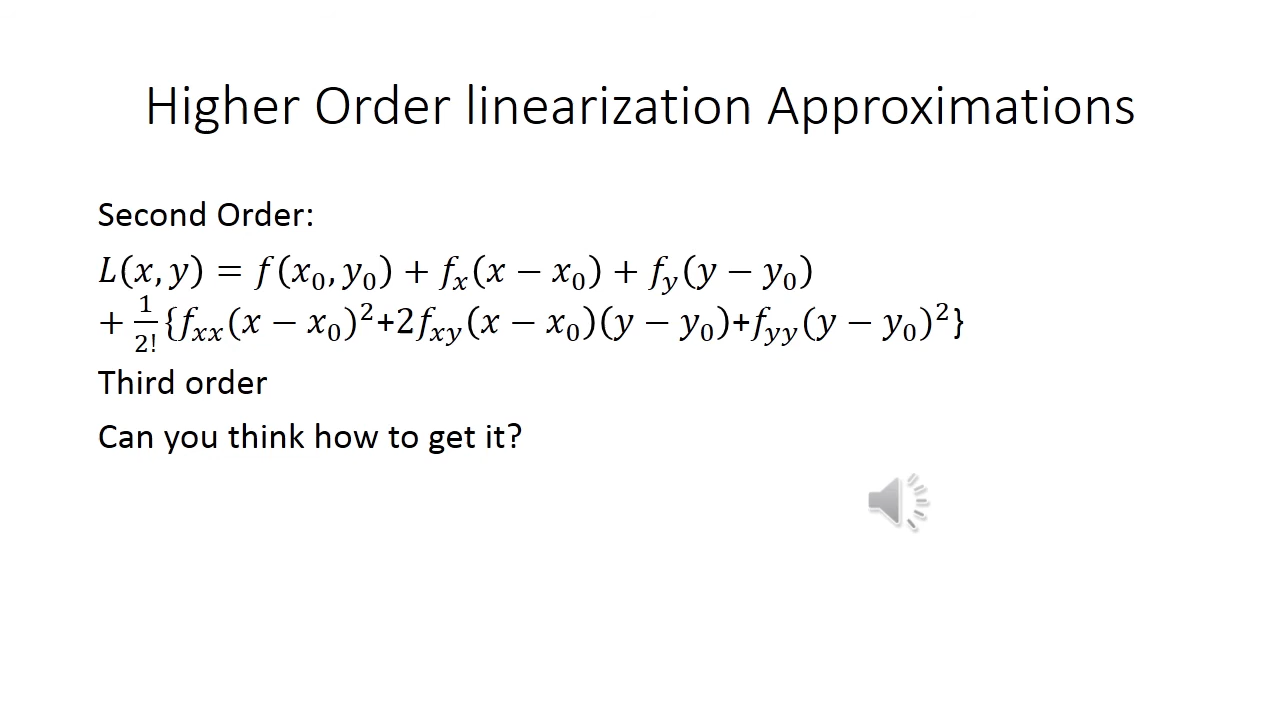 Higher Order linearization Approximations
Second Order:
𝐿(𝑥, 𝑦) = 𝑓(𝑥₀, 𝑦₀) + 𝑓ₓ(𝑥 − 𝑥₀) + 𝑓_𝑦(𝑦 − 𝑦₀)
+ 1/2! {𝑓ₓₓ(𝑥 − 𝑥₀)²+2𝑓_𝑥𝑦(𝑥 − 𝑥₀)(𝑦 − 𝑦₀)+𝑓_𝑦𝑦(𝑦 − 𝑦₀)²}
Third order
Can you think how to get it?